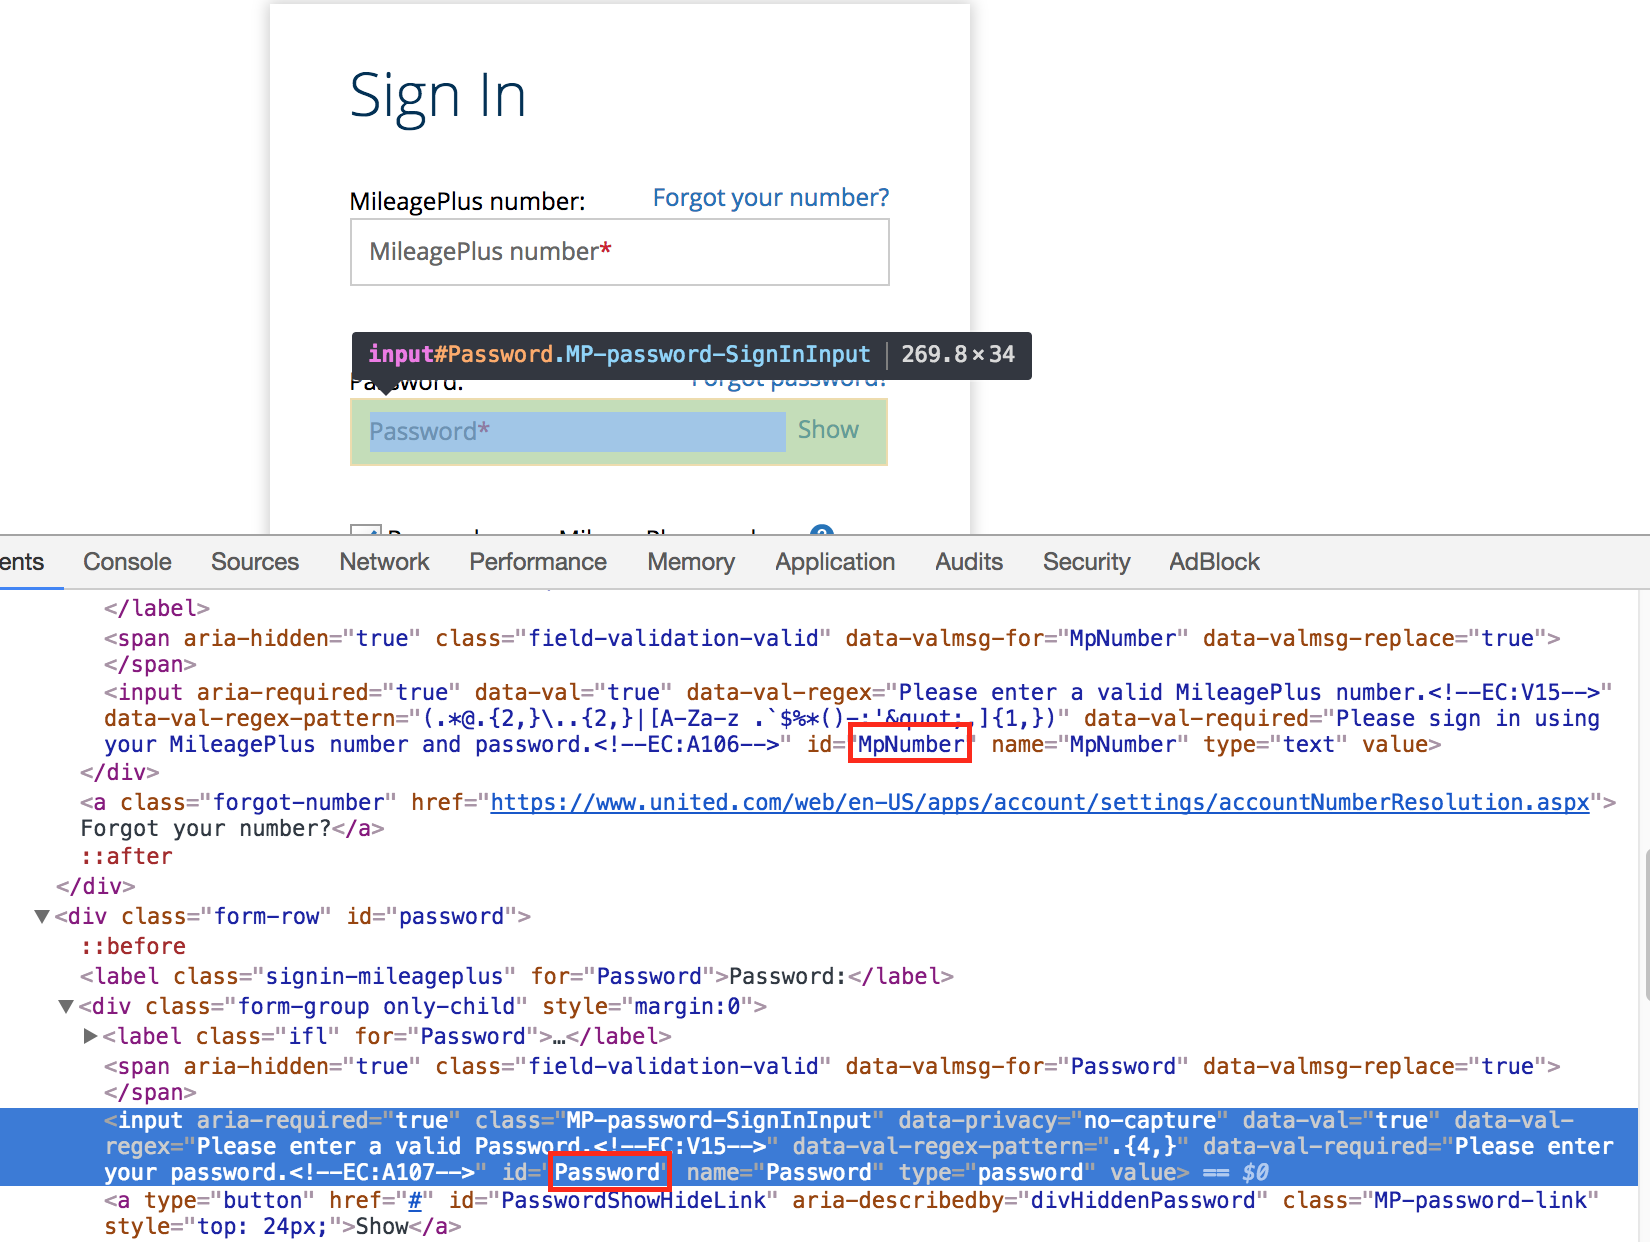 Sign In
MileagePlus number:
Forgot your number?
MileagePlus number*
input#Password.MP-password-SignInInput | 269.8×34
Password:
Forgot password?
Password*
Show
ents Console Sources Network Performance Memory Application Audits Security AdBlock
</label>
<span aria-hidden="true" class="field-validation-valid" data-valmsg-for="MpNumber" data-valmsg-replace="true">
</span>
<input aria-required="true" data-val="true" data-val-regex="Please enter a valid MileagePlus number.<!--EC:V15-->"
data-val-regex-pattern="(.*@.{2,}\..{2,}|[A-Za-z .`$%*()-:'&quot;,]{1,})" data-val-required="Please sign in using
your MileagePlus number and password.<!--EC:A106-->" id="MpNumber" name="MpNumber" type="text" value>
</div>
<a class="forgot-number" href="https://www.united.com/web/en-US/apps/account/settings/accountNumberResolution.aspx">
Forgot your number?</a>
::after
</div>
▼<div class="form-row" id="password">
::before
<label class="signin-mileageplus" for="Password">Password:</label>
▼<div class="form-group only-child" style="margin:0">
▶<label class="ifl" for="Password">…</label>
<span aria-hidden="true" class="field-validation-valid" data-valmsg-for="Password" data-valmsg-replace="true">
</span>
<input aria-required="true" class="MP-password-SignInInput" data-privacy="no-capture" data-val="true" data-val-
regex="Please enter a valid Password.<!--EC:V15-->" data-val-regex-pattern=".{4,}" data-val-required="Please enter
your password.<!--EC:A107-->" id="Password" name="Password" type="password" value> == $0
<a type="button" href="#" id="PasswordShowHideLink" aria-describedby="divHiddenPassword" class="MP-password-link"
style="top: 24px;">Show</a>